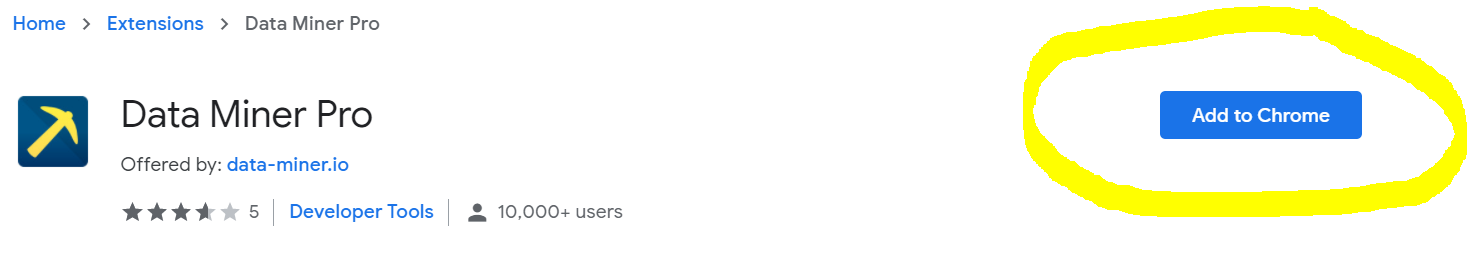 Home > Extensions > Data Miner Pro
Data Miner Pro
Add to Chrome
Offered by: data-miner.io
5 Developer Tools 10,000+ users